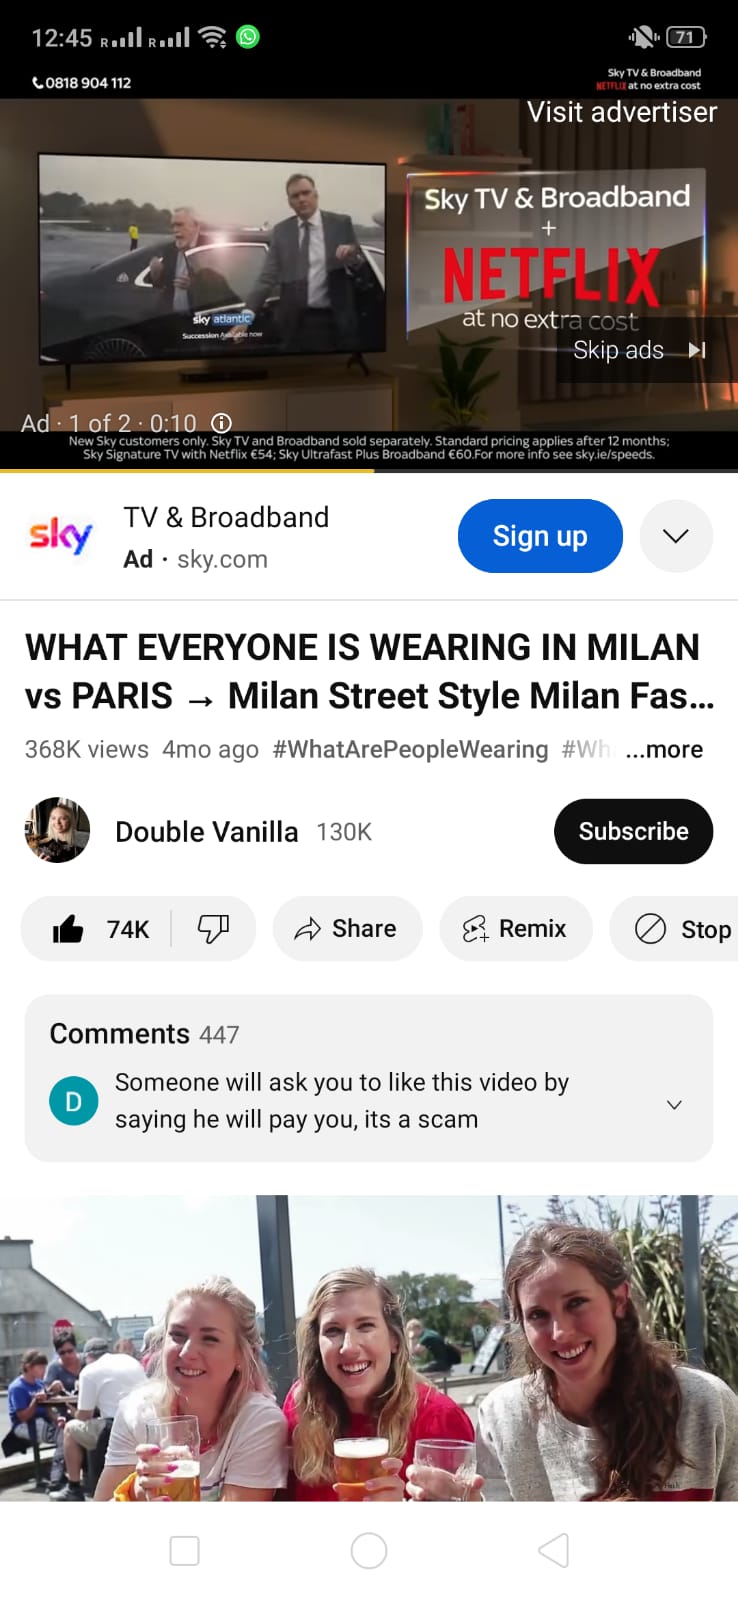 12:45 R R 71
0818 904 112
Sky TV & Broadband
NETFLIX at no extra cost
Visit advertiser
Sky TV & Broadband
+
NETFLIX
at no extra cost
sky atlantic
Succession Available now
Skip ads
Ad · 1 of 2 · 0:10
New Sky customers only. Sky TV and Broadband sold separately. Standard pricing applies after 12 months;
Sky Signature TV with Netflix €54; Sky Ultrafast Plus Broadband €60.For more info see sky.ie/speeds.
sky
TV & Broadband
Ad · sky.com
Sign up
WHAT EVERYONE IS WEARING IN MILAN
vs PARIS → Milan Street Style Milan Fas...
368K views 4mo ago #WhatArePeopleWearing #Wh ...more
Double Vanilla 130K
Subscribe
74K
Share
Remix
Stop
Comments 447
D
Someone will ask you to like this video by
saying he will pay you, its a scam